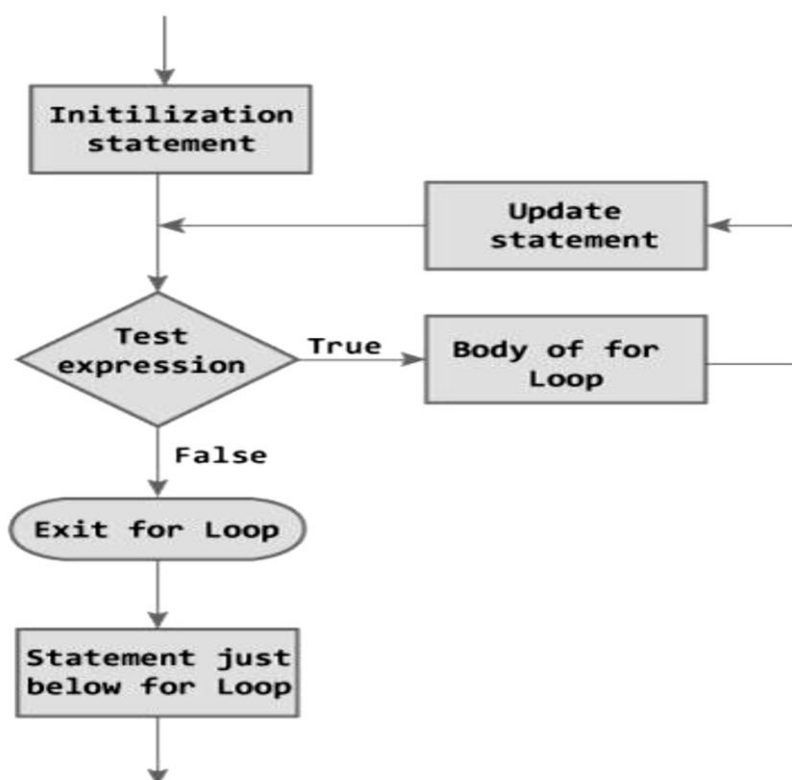 Initilization
statement
Update
statement
Test
expression
True
Body of for
Loop
False
Exit for Loop
Statement just
below for Loop